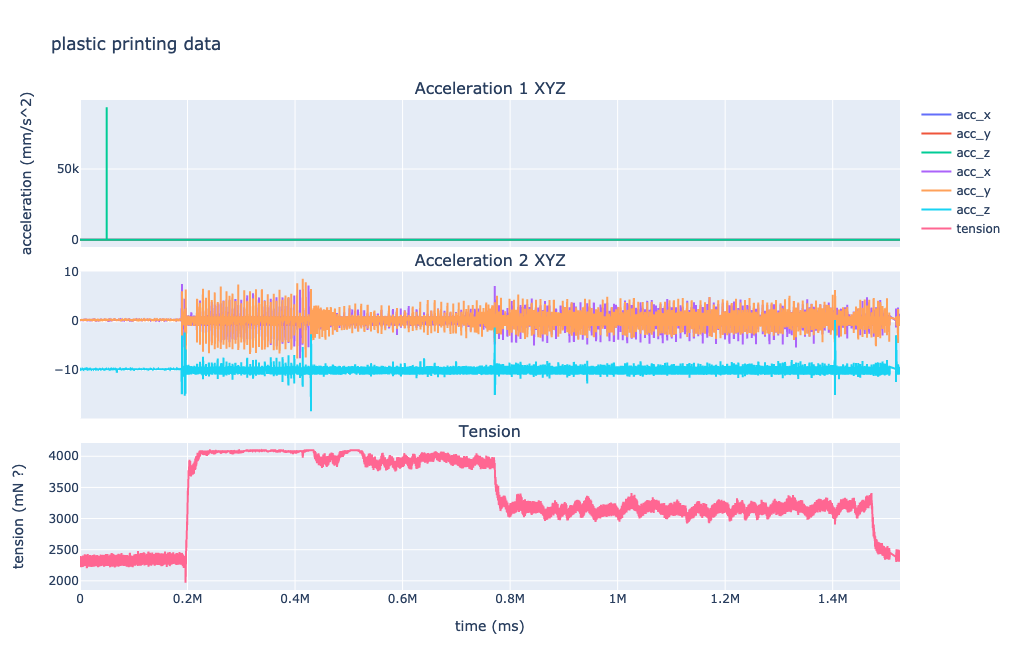 plastic printing data
Acceleration 1 XYZ
acceleration (mm/s^2)
50k
0
acc_x
acc_y
acc_z
acc_x
acc_y
acc_z
tension
Acceleration 2 XYZ
10
0
−10
Tension
tension (mN ?)
4000
3500
3000
2500
2000
0 0.2M 0.4M 0.6M 0.8M 1M 1.2M 1.4M
time (ms)